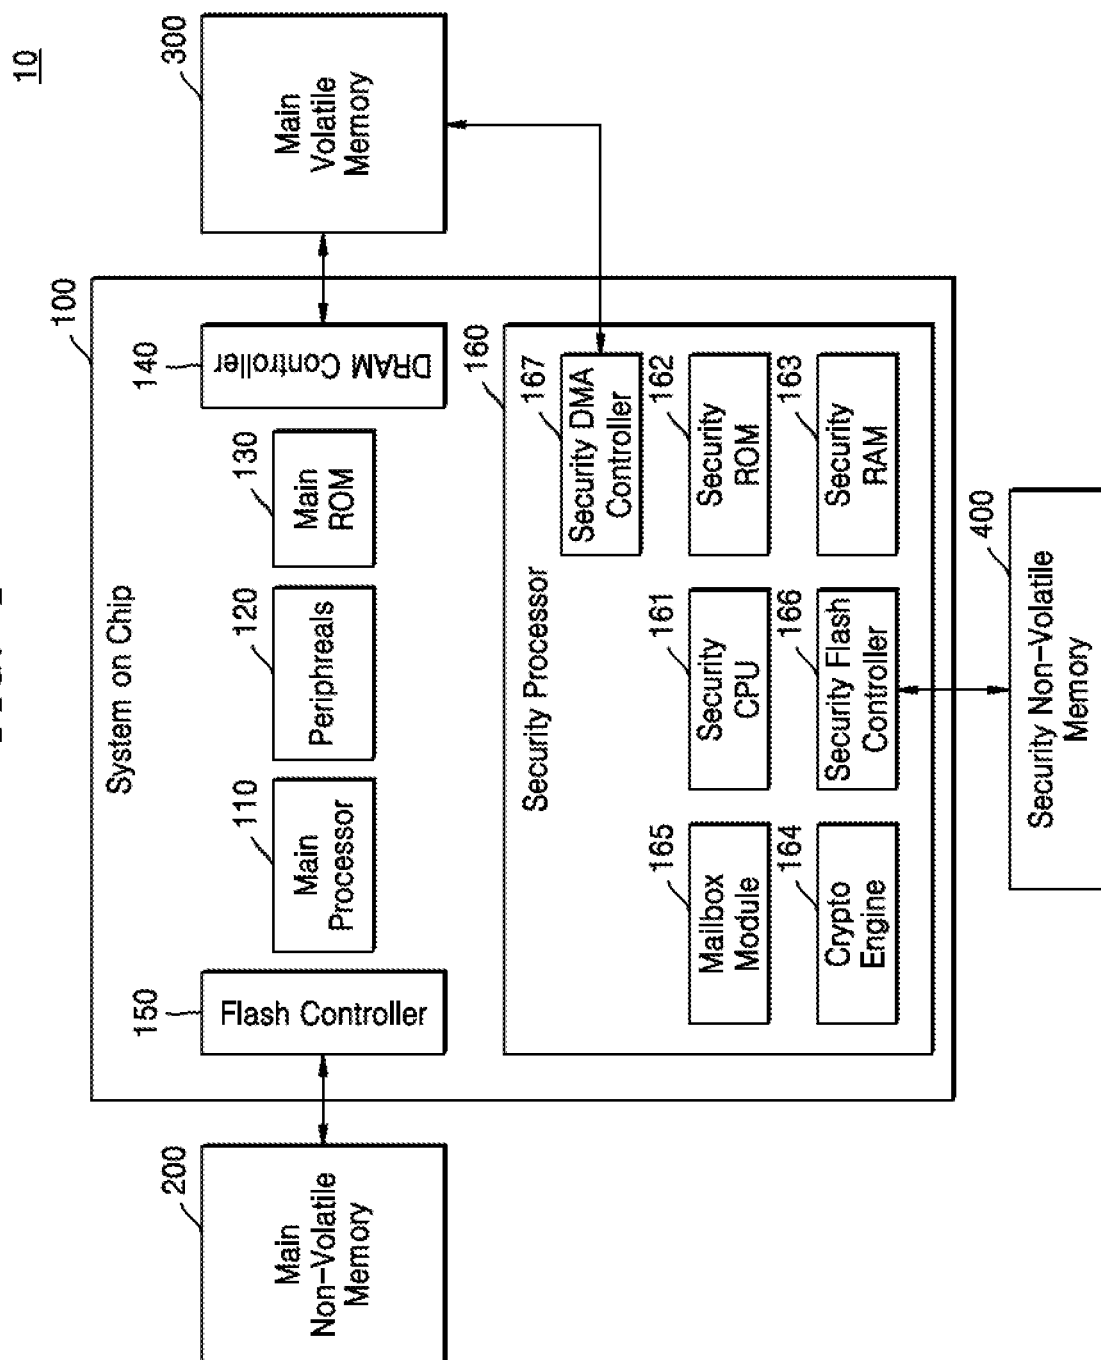 10
System on Chip
100
200
Main
Non-Volatile
Memory
150
Flash Controller
110
Main
Processor
120
Periphreals
130
Main
ROM
140
DRAM Controller
300
Main
Volatile
Memory
160
Security Processor
167
Security DMA
Controller
165
Mailbox
Module
161
Security
CPU
162
Security
ROM
164
Crypto
Engine
166
Security Flash
Controller
163
Security
RAM
400
Security Non-Volatile
Memory